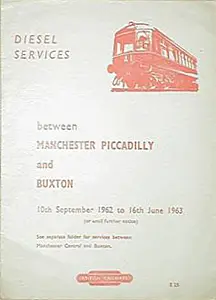 DIESEL
SERVICES
between
MANCHESTER PICCADILLY
and
BUXTON
10th September 1962 to 16th June 1963
(or until further notice)
See separate folder for services between
Manchester Central and Buxton.